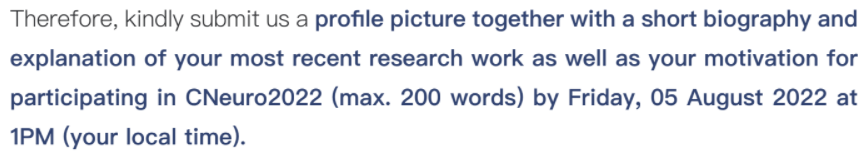 Therefore, kindly submit us a profile picture together with a short biography and
explanation of your most recent research work as well as your motivation for
participating in CNeuro2022 (max. 200 words) by Friday, 05 August 2022 at
1PM (your local time).